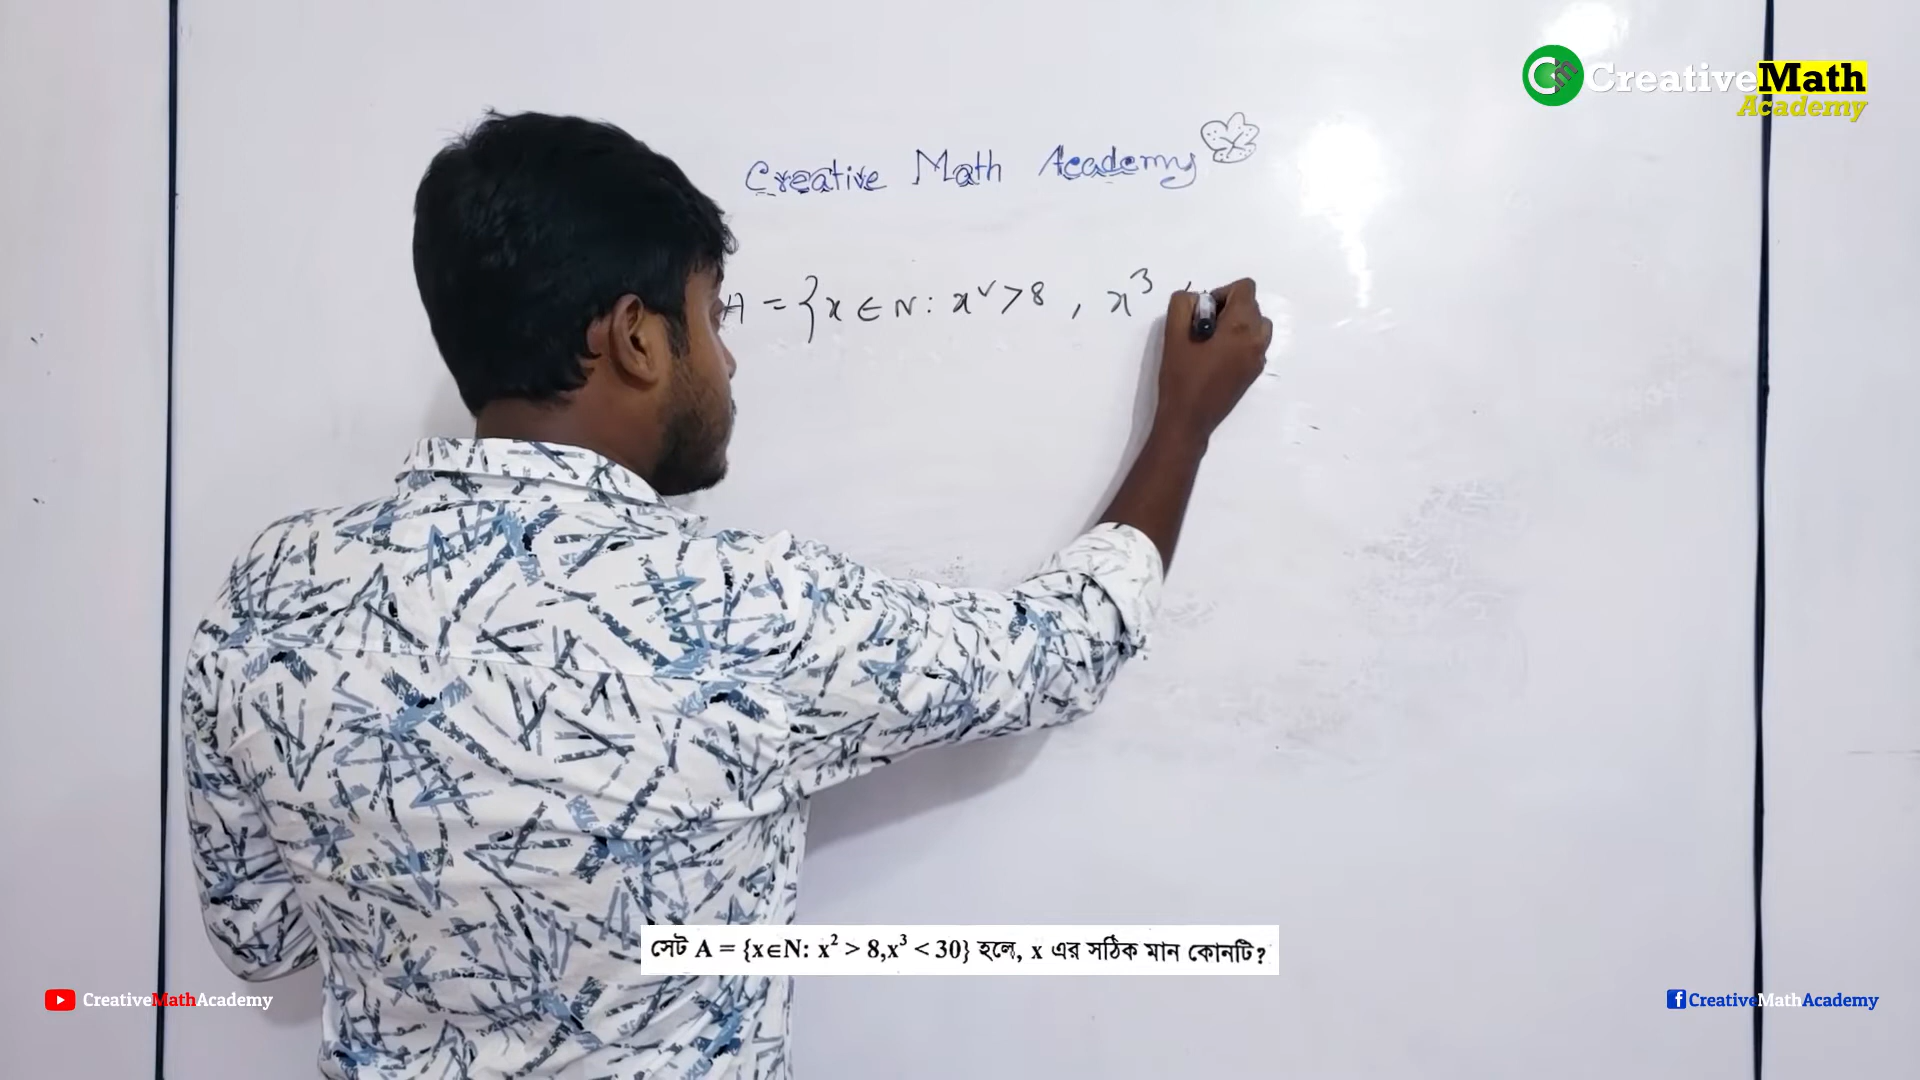 CreativeMath
Academy
Creative Math Academy
A = {x ∈ N : x² > 8 , x³
সেট A = {x∈N: x² > 8,x³ < 30} হলে, x এর সঠিক মান কোনটি?
CreativeMathAcademy
CreativeMathAcademy